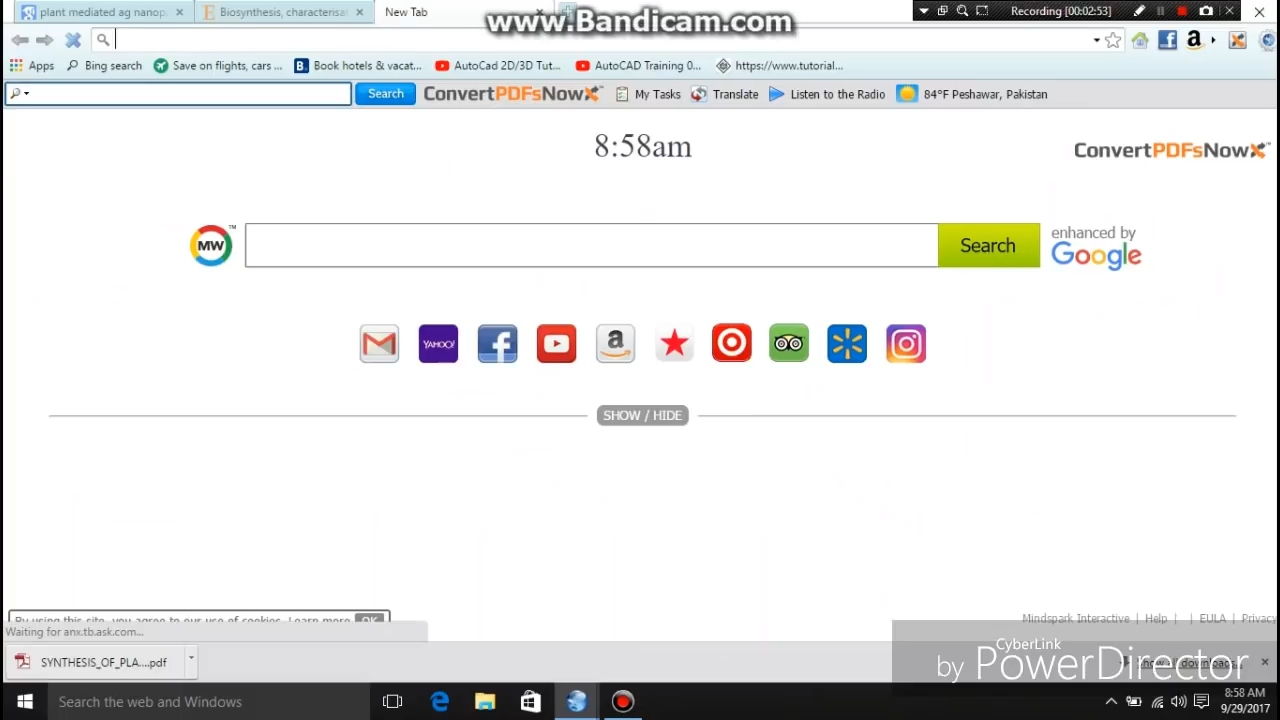 plant mediated ag nanop
Biosynthesis, charactensat
New Tab
www.Bandicam.com
Recording [00:02:53]
Apps
Bing search
Save on flights, cars ...
B.
Book hotels & vacat...
AutoCad 2D/3D Tut...
AutoCAD Training 0...
https://www.tutorial...
Search
ConvertPDFsNow
My Tasks
Translate
Listen to the Radio
84°F Peshawar, Pakistan
8:58am
ConvertPDFsNow
MW
TM
Search
enhanced by
Google
YAHOO!
SHOW / HIDE
By using this site, you agree to our use of cookies. Learn more
OK
Waiting for anx.tb.ask.com...
Mindspark Interactive | Help | | EULA | Privacy
SYNTHESIS_OF_PLA....pdf
CyberLink
by PowerDirector
Search the web and Windows
8:58 AM
9/29/2017